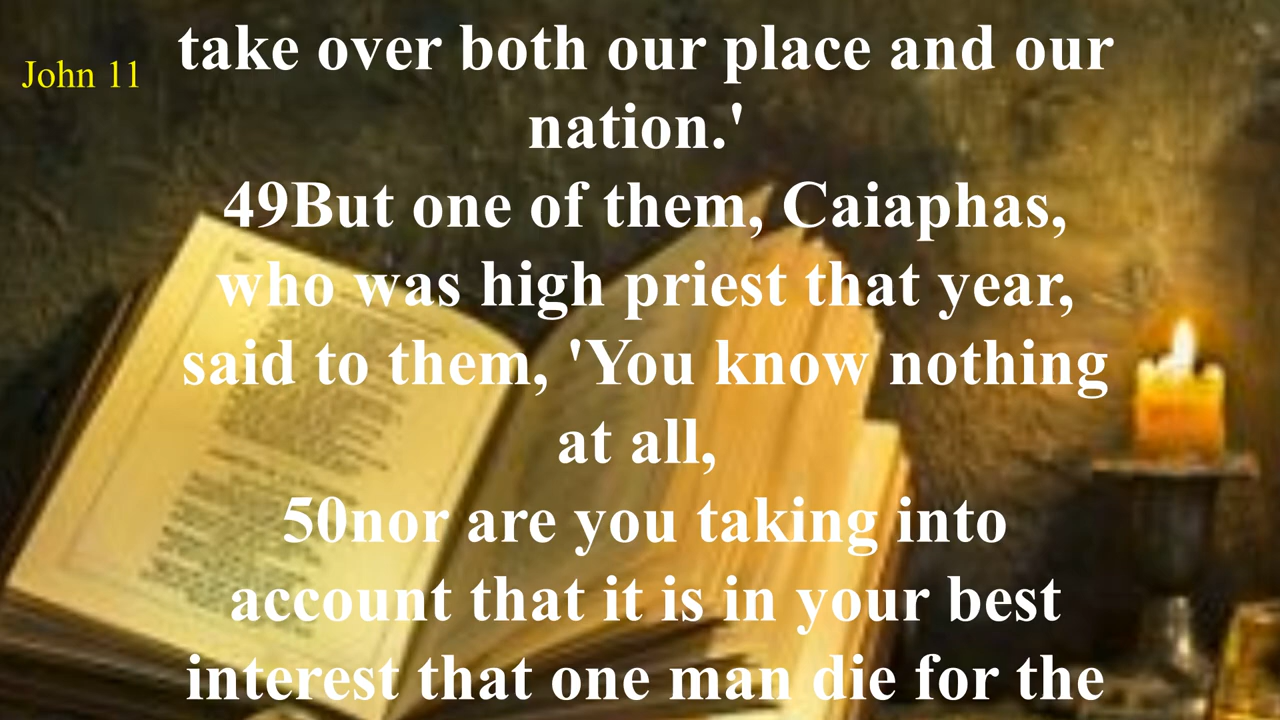 John 11
take over both our place and our
nation.'
49But one of them, Caiaphas,
who was high priest that year,
said to them, 'You know nothing
at all,
50nor are you taking into
account that it is in your best
interest that one man die for the